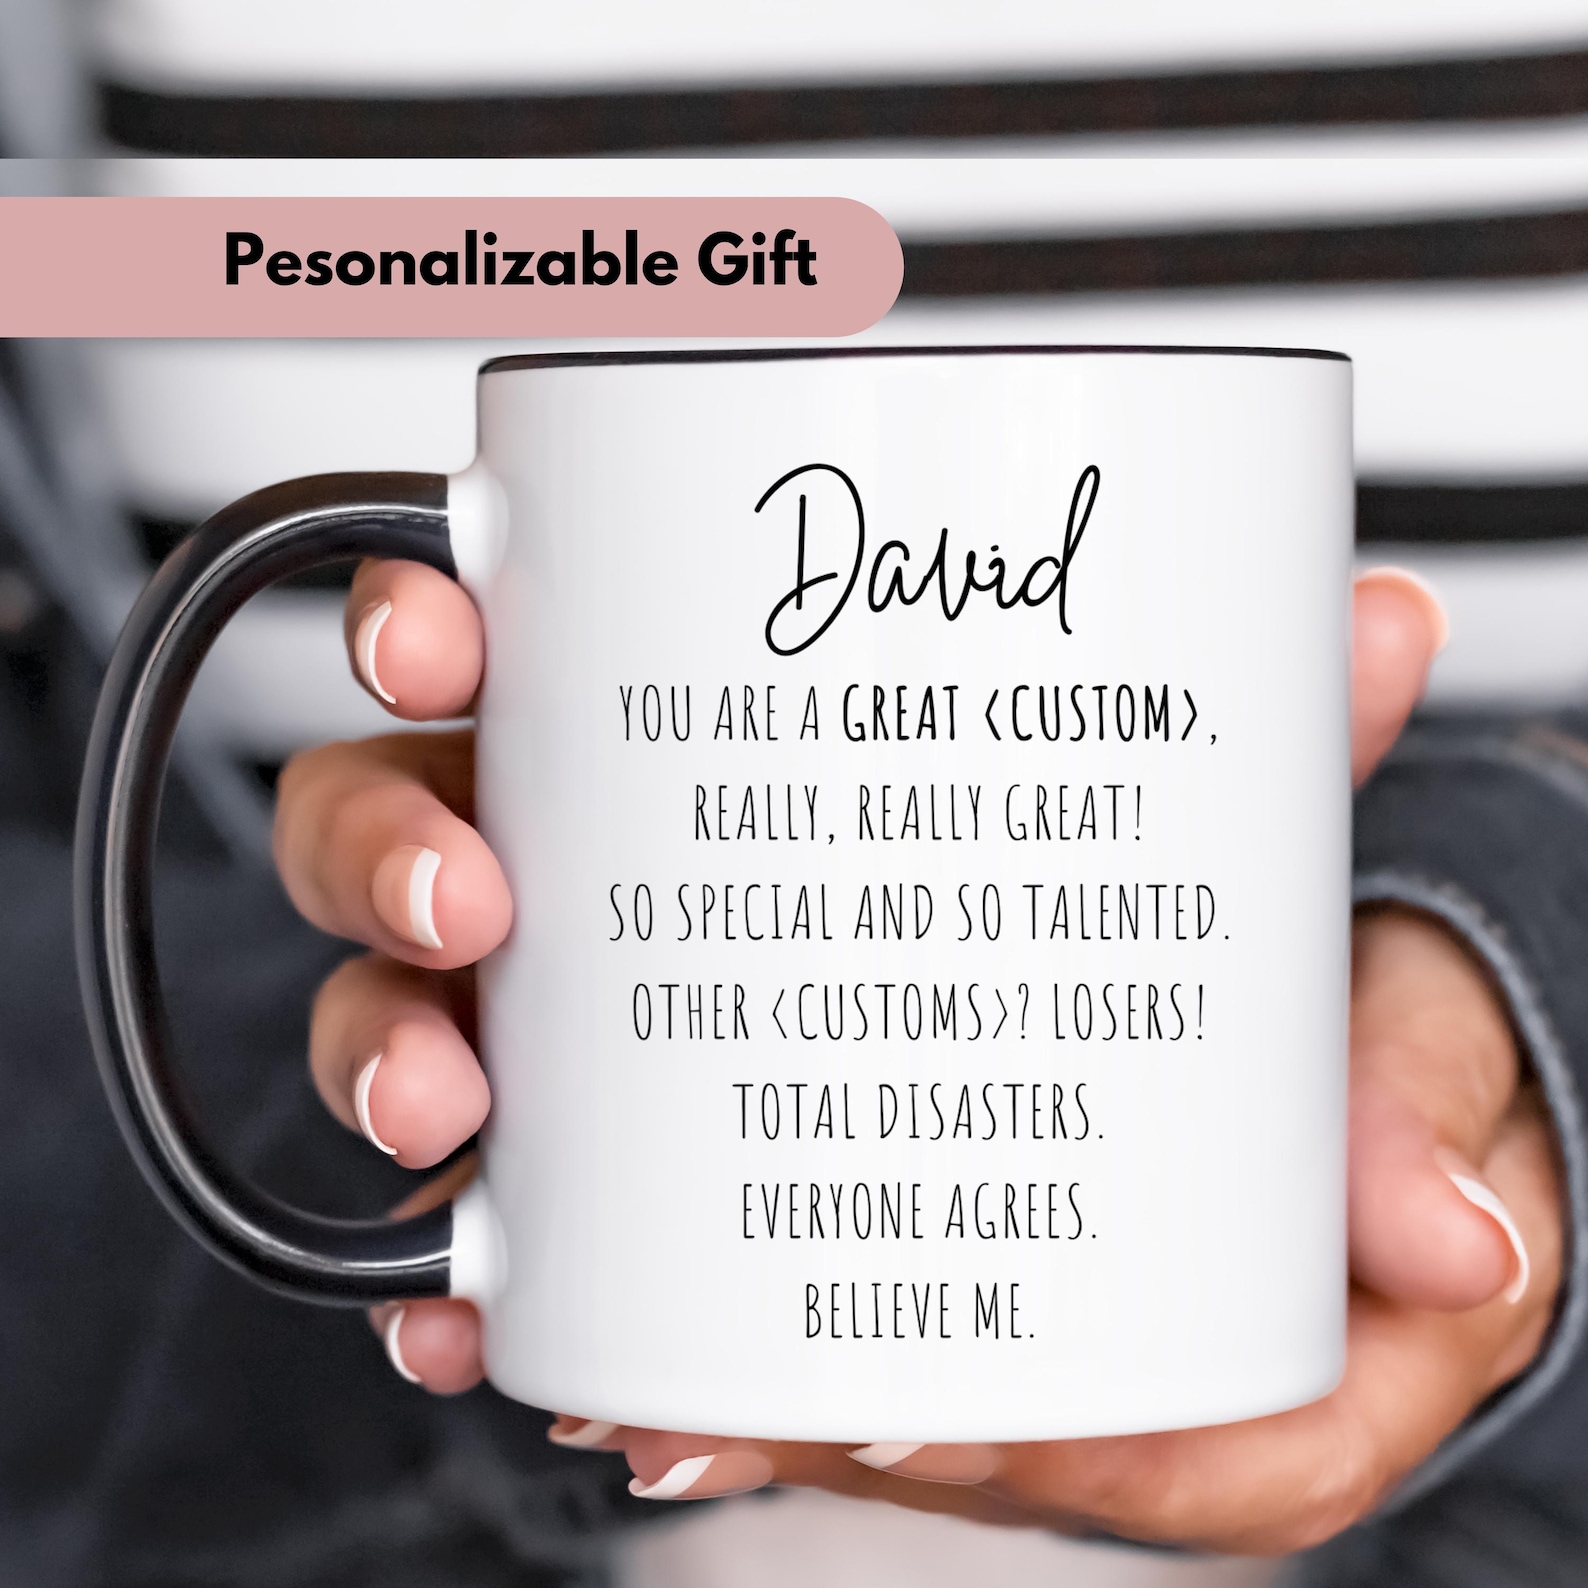 Pesonalizable Gift
David
YOU ARE A GREAT <CUSTOM>,
REALLY, REALLY GREAT!
SO SPECIAL AND SO TALENTED.
OTHER <CUSTOMS>? LOSERS!
TOTAL DISASTERS.
EVERYONE AGREES.
BELIEVE ME.